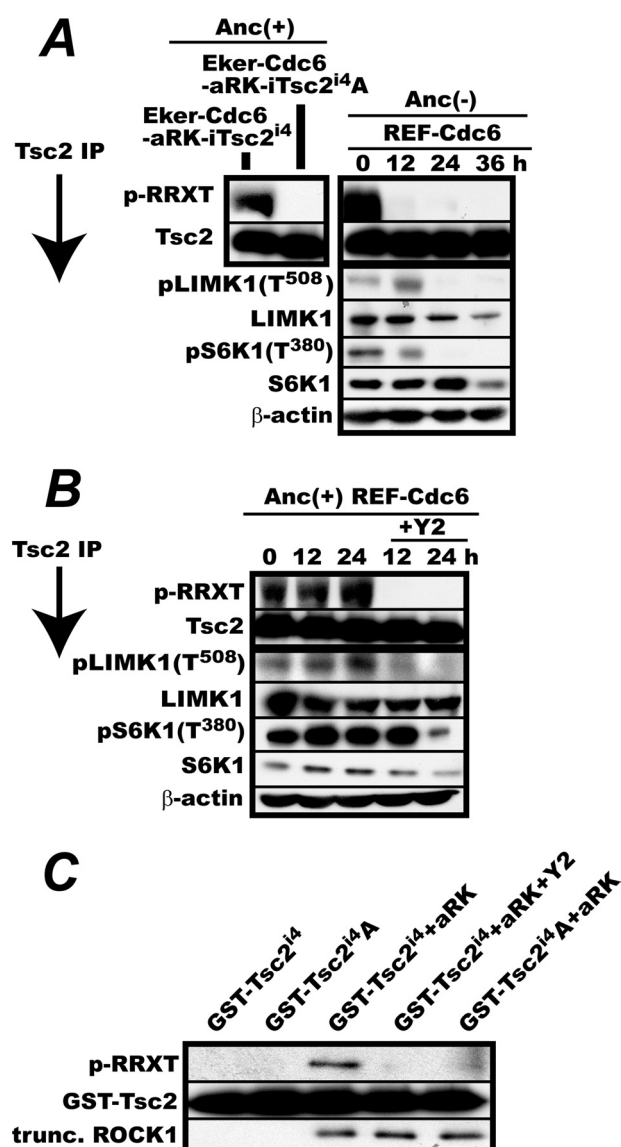 A
Anc(+)
Eker-Cdc6
-aRK-iTsc2i4A
Eker-Cdc6
-aRK-iTsc2i4
Anc(-)
REF-Cdc6
0 12 24 36 h
Tsc2 IP
p-RRXT
Tsc2
pLIMK1(T508)
LIMK1
pS6K1(T380)
S6K1
β-actin
B
Anc(+) REF-Cdc6
+Y2
0 12 24 12 24 h
Tsc2 IP
p-RRXT
Tsc2
pLIMK1(T508)
LIMK1
pS6K1(T380)
S6K1
β-actin
C
GST-Tsc2i4
GST-Tsc2i4A
GST-Tsc2i4+aRK
GST-Tsc2i4+aRK+Y2
GST-Tsc2i4A+aRK
p-RRXT
GST-Tsc2
trunc. ROCK1